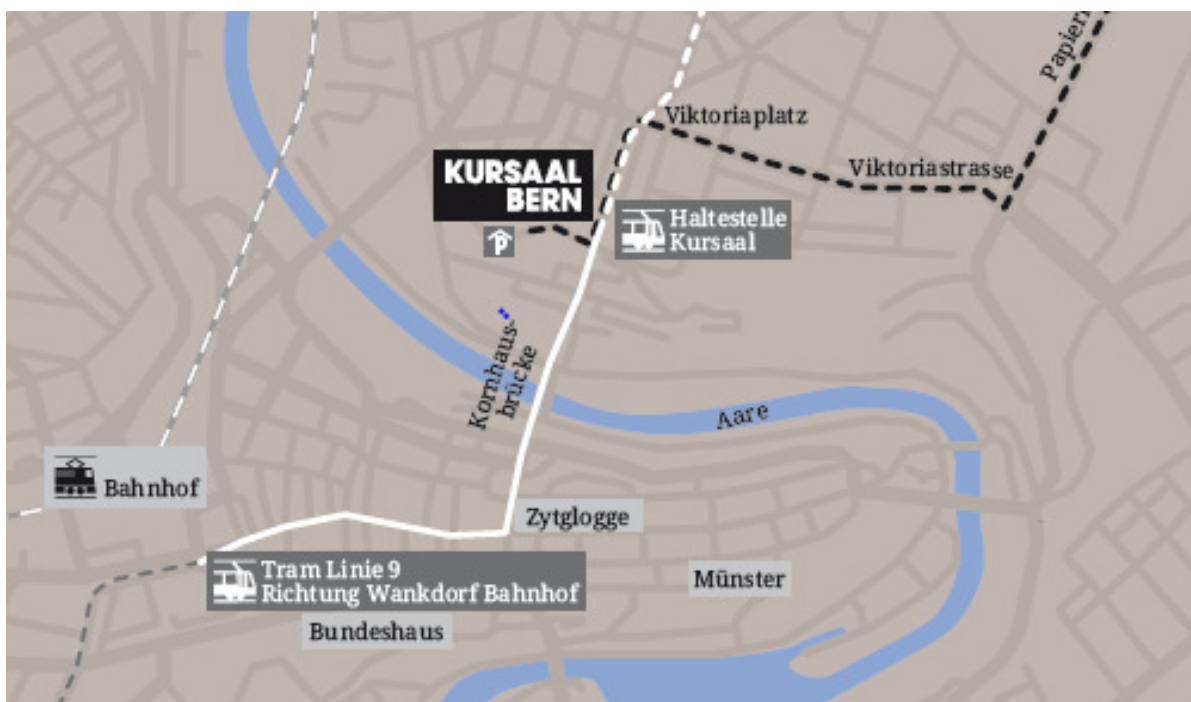 Papier
Viktoriaplatz
Viktoriastrasse
KURSAAL
BERN
P
Haltestelle
Kursaal
Kornhaus-
brücke
Aare
Bahnhof
Zytglogge
Tram Linie 9
Richtung Wankdorf Bahnhof
Münster
Bundeshaus